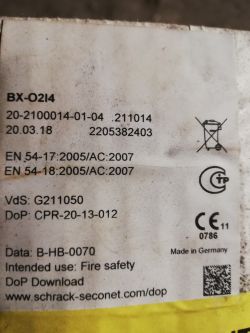 BX-O2I4
20-2100014-01-04 .211014
20.03.18 2205382403
EN 54-17:2005/AC:2007
EN 54-18:2005/AC:2007
VdS: G211050
DoP: CPR-20-13-012
CE 11
0786
Data: B-HB-0070
Made in Germany
Intended use: Fire safety
DoP Download
www.schrack-seconet.com/dop